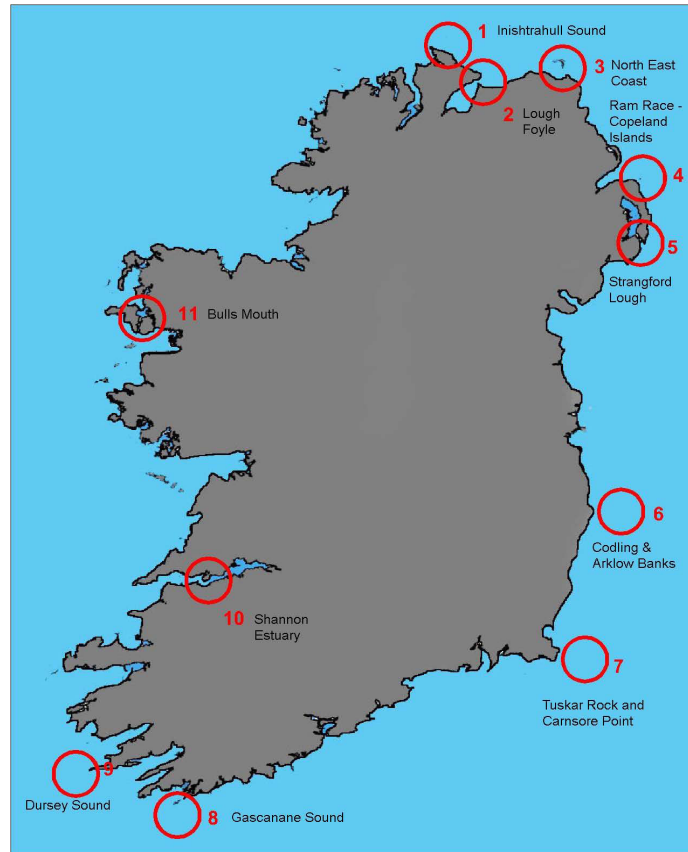 1 Inishtrahull Sound
3 North East
Coast
2 Lough
Foyle
Ram Race -
Copeland
Islands
4
5
Strangford
Lough
11 Bulls Mouth
6
Codling &
Arklow Banks
10 Shannon
Estuary
7
Tuskar Rock and
Carnsore Point
9
Dursey Sound
8 Gascanane Sound